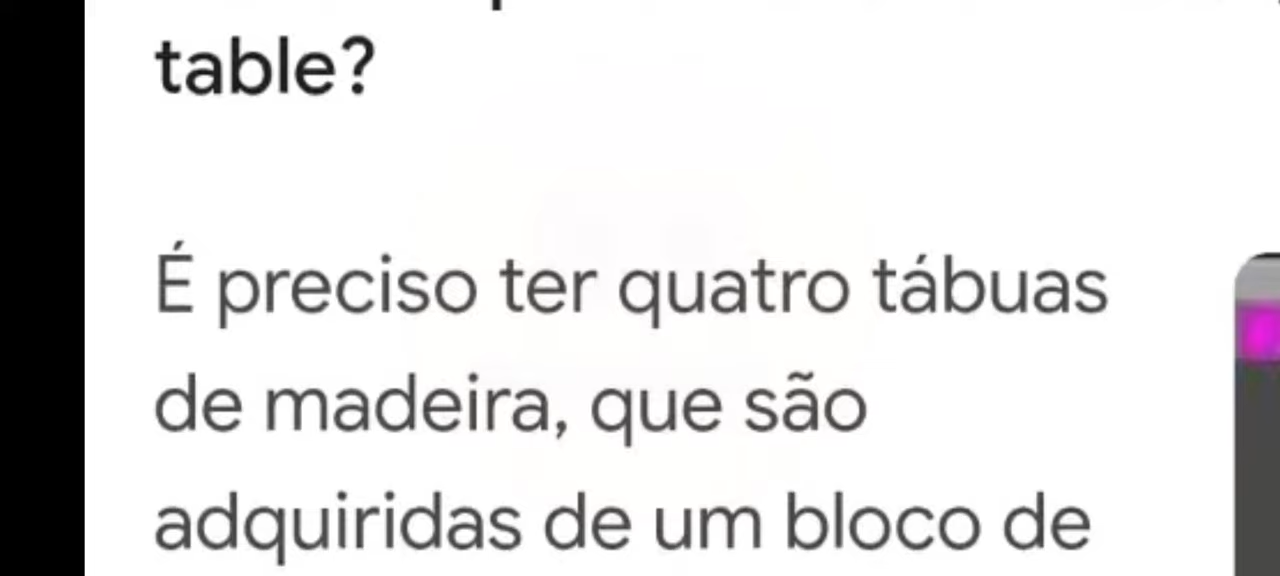 table?
É preciso ter quatro tábuas
de madeira, que são
adquiridas de um bloco de